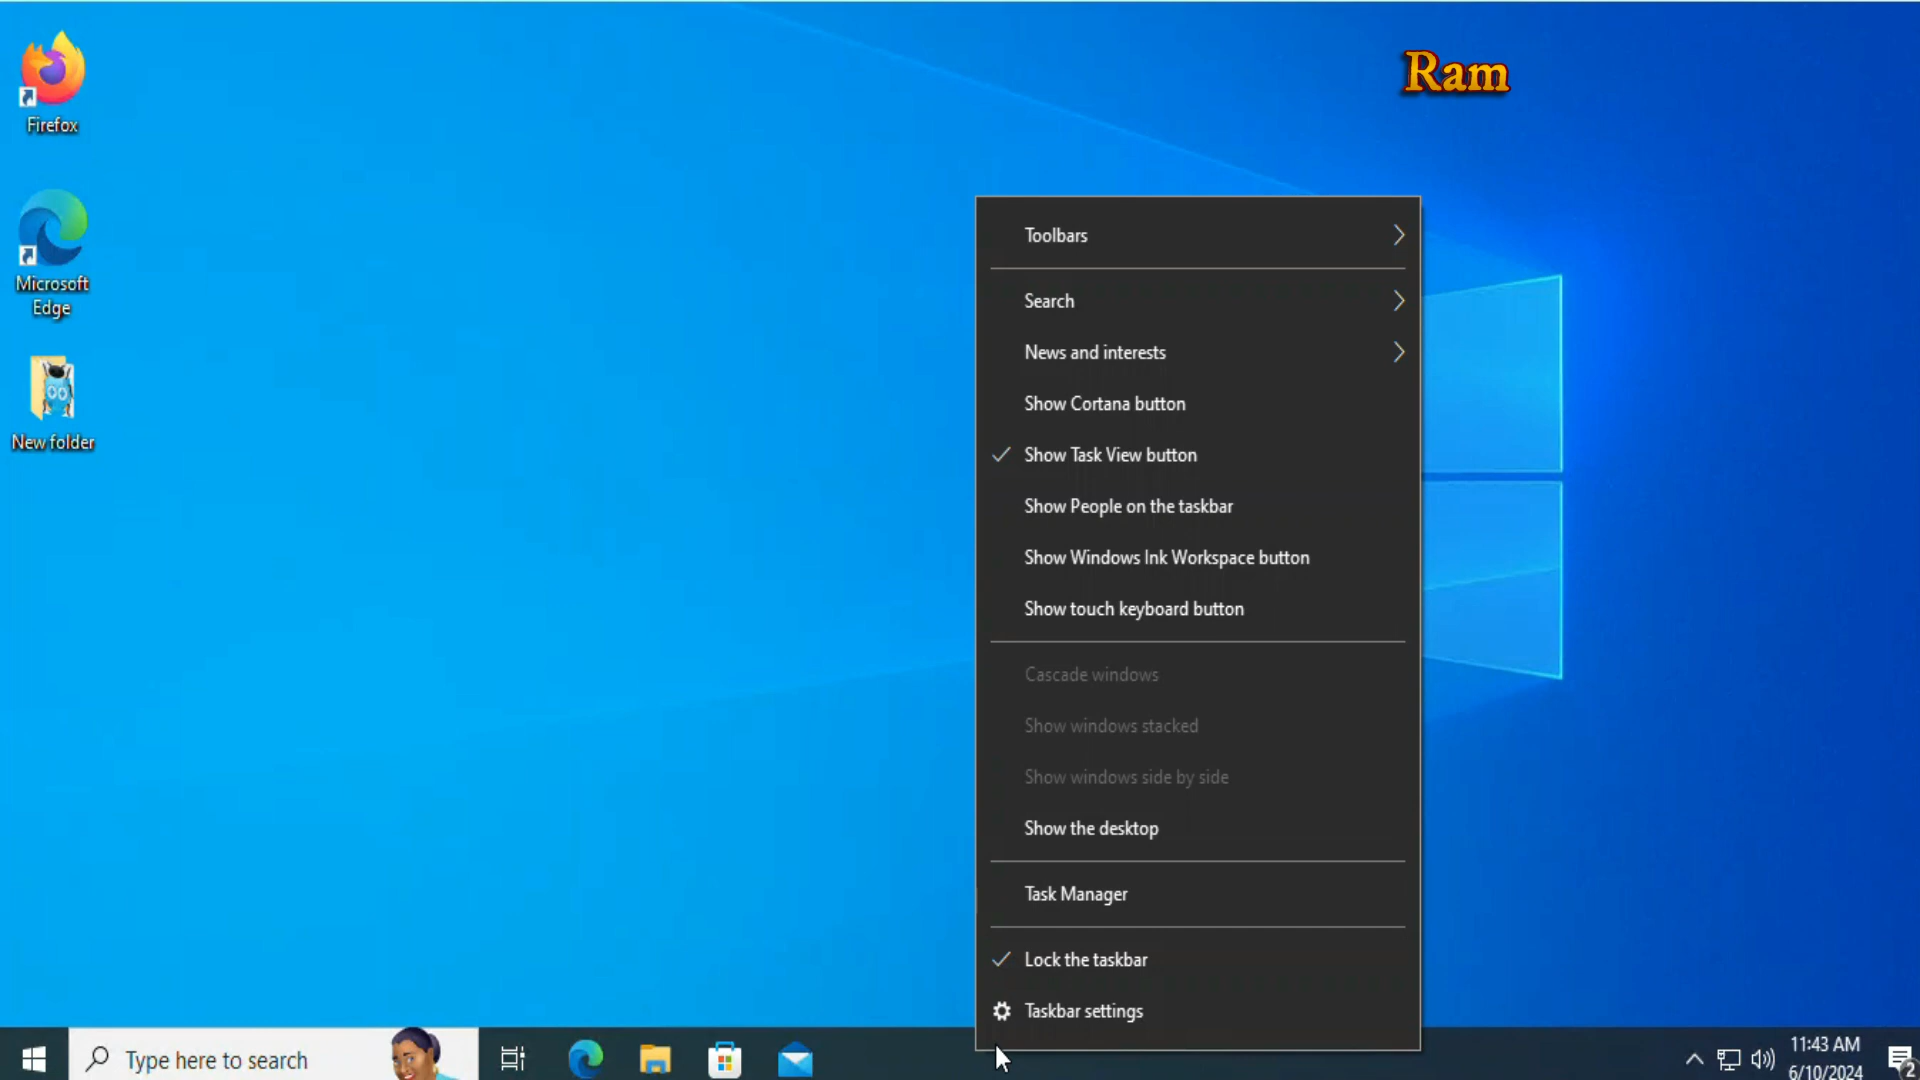 Ram
Firefox
Microsoft
Edge
New folder
Toolbars
Search
News and interests
Show Cortana button
Show Task View button
Show People on the taskbar
Show Windows Ink Workspace button
Show touch keyboard button
Cascade windows
Show windows stacked
Show windows side by side
Show the desktop
Task Manager
Lock the taskbar
Taskbar settings
Type here to search
11:43 AM
6/10/2024
2